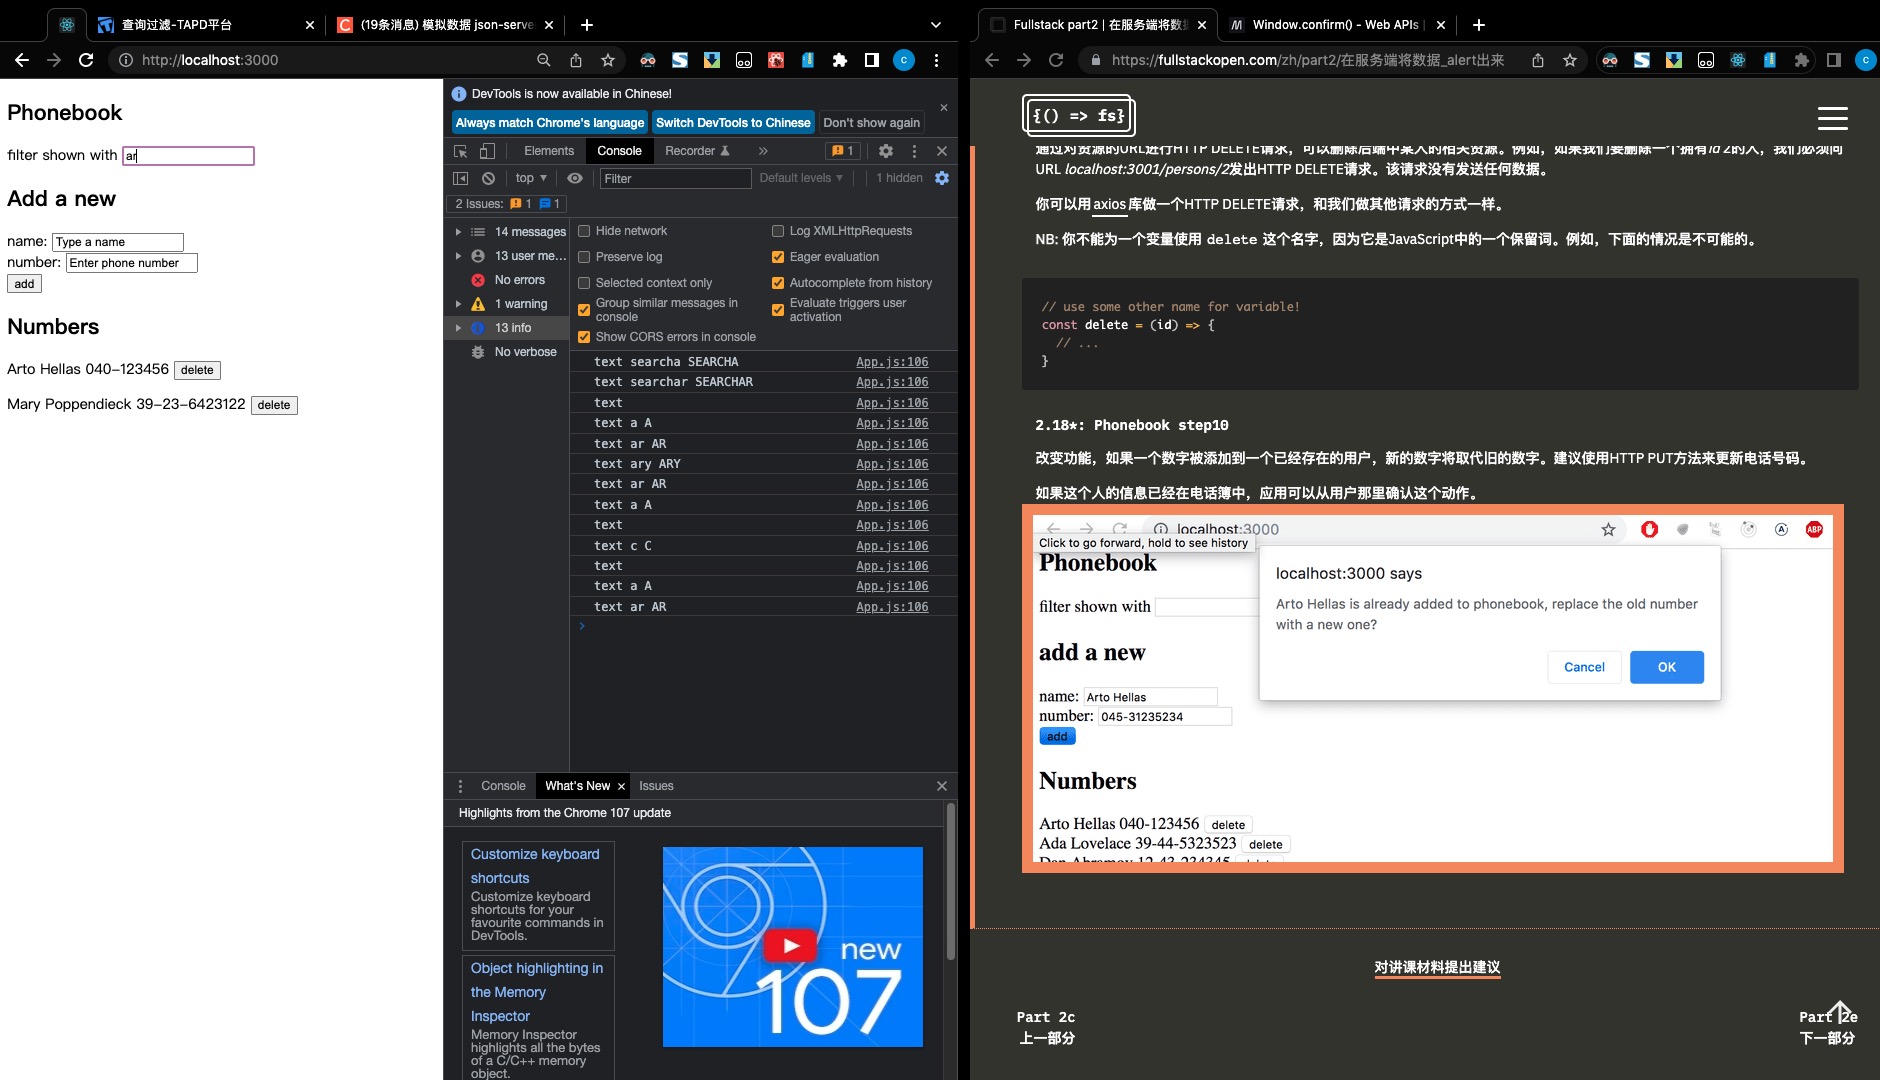 查询过滤-TAPD平台
(19条消息) 模拟数据 json-serve
http://localhost:3000
Phonebook
filter shown with ar
Add a new
name: Type a name
number: Enter phone number
add
Numbers
Arto Hellas 040-123456 delete
Mary Poppendieck 39-23-6423122 delete
DevTools is now available in Chinese!
Always match Chrome's language Switch DevTools to Chinese Don't show again
Elements Console Recorder 1
top Filter Default levels 1 hidden
2 Issues: 1 1
14 messages
13 user me...
No errors
1 warning
13 info
No verbose
Hide network Log XMLHttpRequests
Preserve log Eager evaluation
Selected context only Autocomplete from history
Group similar messages in console
Evaluate triggers user activation
Show CORS errors in console
text searcha SEARCHA App.js:106
text searchar SEARCHAR App.js:106
text App.js:106
text a A App.js:106
text ar AR App.js:106
text ary ARY App.js:106
text ar AR App.js:106
text a A App.js:106
text App.js:106
text c C App.js:106
text App.js:106
text a A App.js:106
text ar AR App.js:106
Console What's New Issues
Highlights from the Chrome 107 update
Customize keyboard
shortcuts
Customize keyboard
shortcuts for your
favourite commands in
DevTools.
Object highlighting in
the Memory
Inspector
Memory Inspector
highlights all the bytes
of a C/C++ memory
object.
new
107
Fullstack part2 | 在服务端将数据
Window.confirm() - Web APIs |
https://fullstackopen.com/zh/part2/在服务端将数据_alert出来
{() => fs}
通过对资源的URL进行HTTP DELETE请求，可以删除后端中某人的相关资源。例如，如果我们要删除一个拥有id 2的人，我们必须向
URL localhost:3001/persons/2发出HTTP DELETE请求。该请求没有发送任何数据。
你可以用axios库做一个HTTP DELETE请求，和我们做其他请求的方式一样。
NB: 你不能为一个变量使用 delete 这个名字，因为它是JavaScript中的一个保留词。例如，下面的情况是不可能的。
// use some other name for variable!
const delete = (id) => {
// ...
}
2.18*: Phonebook step10
改变功能，如果一个数字被添加到一个已经存在的用户，新的数字将取代旧的数字。建议使用HTTP PUT方法来更新电话号码。
如果这个人的信息已经在电话簿中，应用可以从用户那里确认这个动作。
localhost:3000
ABP
Click to go forward, hold to see history
Phonebook
filter shown with
localhost:3000 says
Arto Hellas is already added to phonebook, replace the old number
with a new one?
Cancel OK
add a new
name: Arto Hellas
number: 045-31235234
add
Numbers
Arto Hellas 040-123456 delete
Ada Lovelace 39-44-5323523 delete
Dan Abramov 12-43-234345
对讲课材料提出建议
Part 2c
上一部分
Part 2e
下一部分